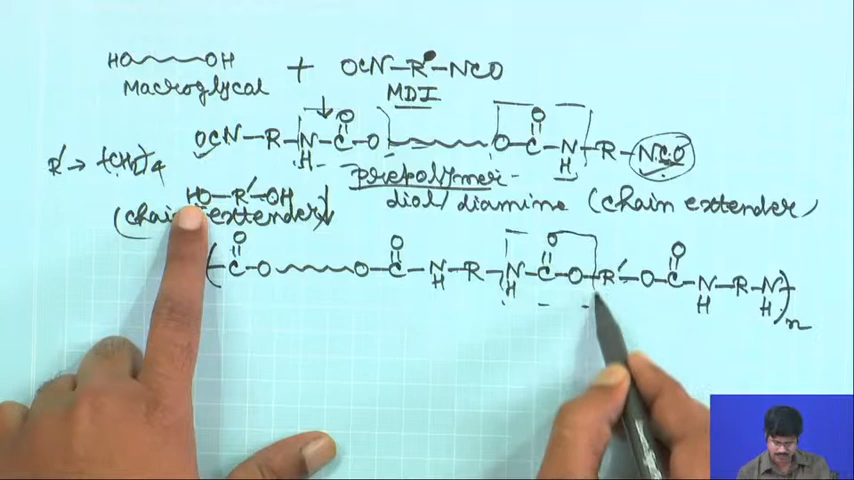 HO OH + OCN-R-NCO
Macroglycol MDI
OCN-R-N-C-O O-C-N-R-NCO
H O O H
R' → (CH2)4 prepolymer
HO-R'-OH diol/diamine (chain extender)
(chain extender)
(C-O O-C-N-R-N-C-O-R'-O-C-N-R-N)n
O O H H O O H H